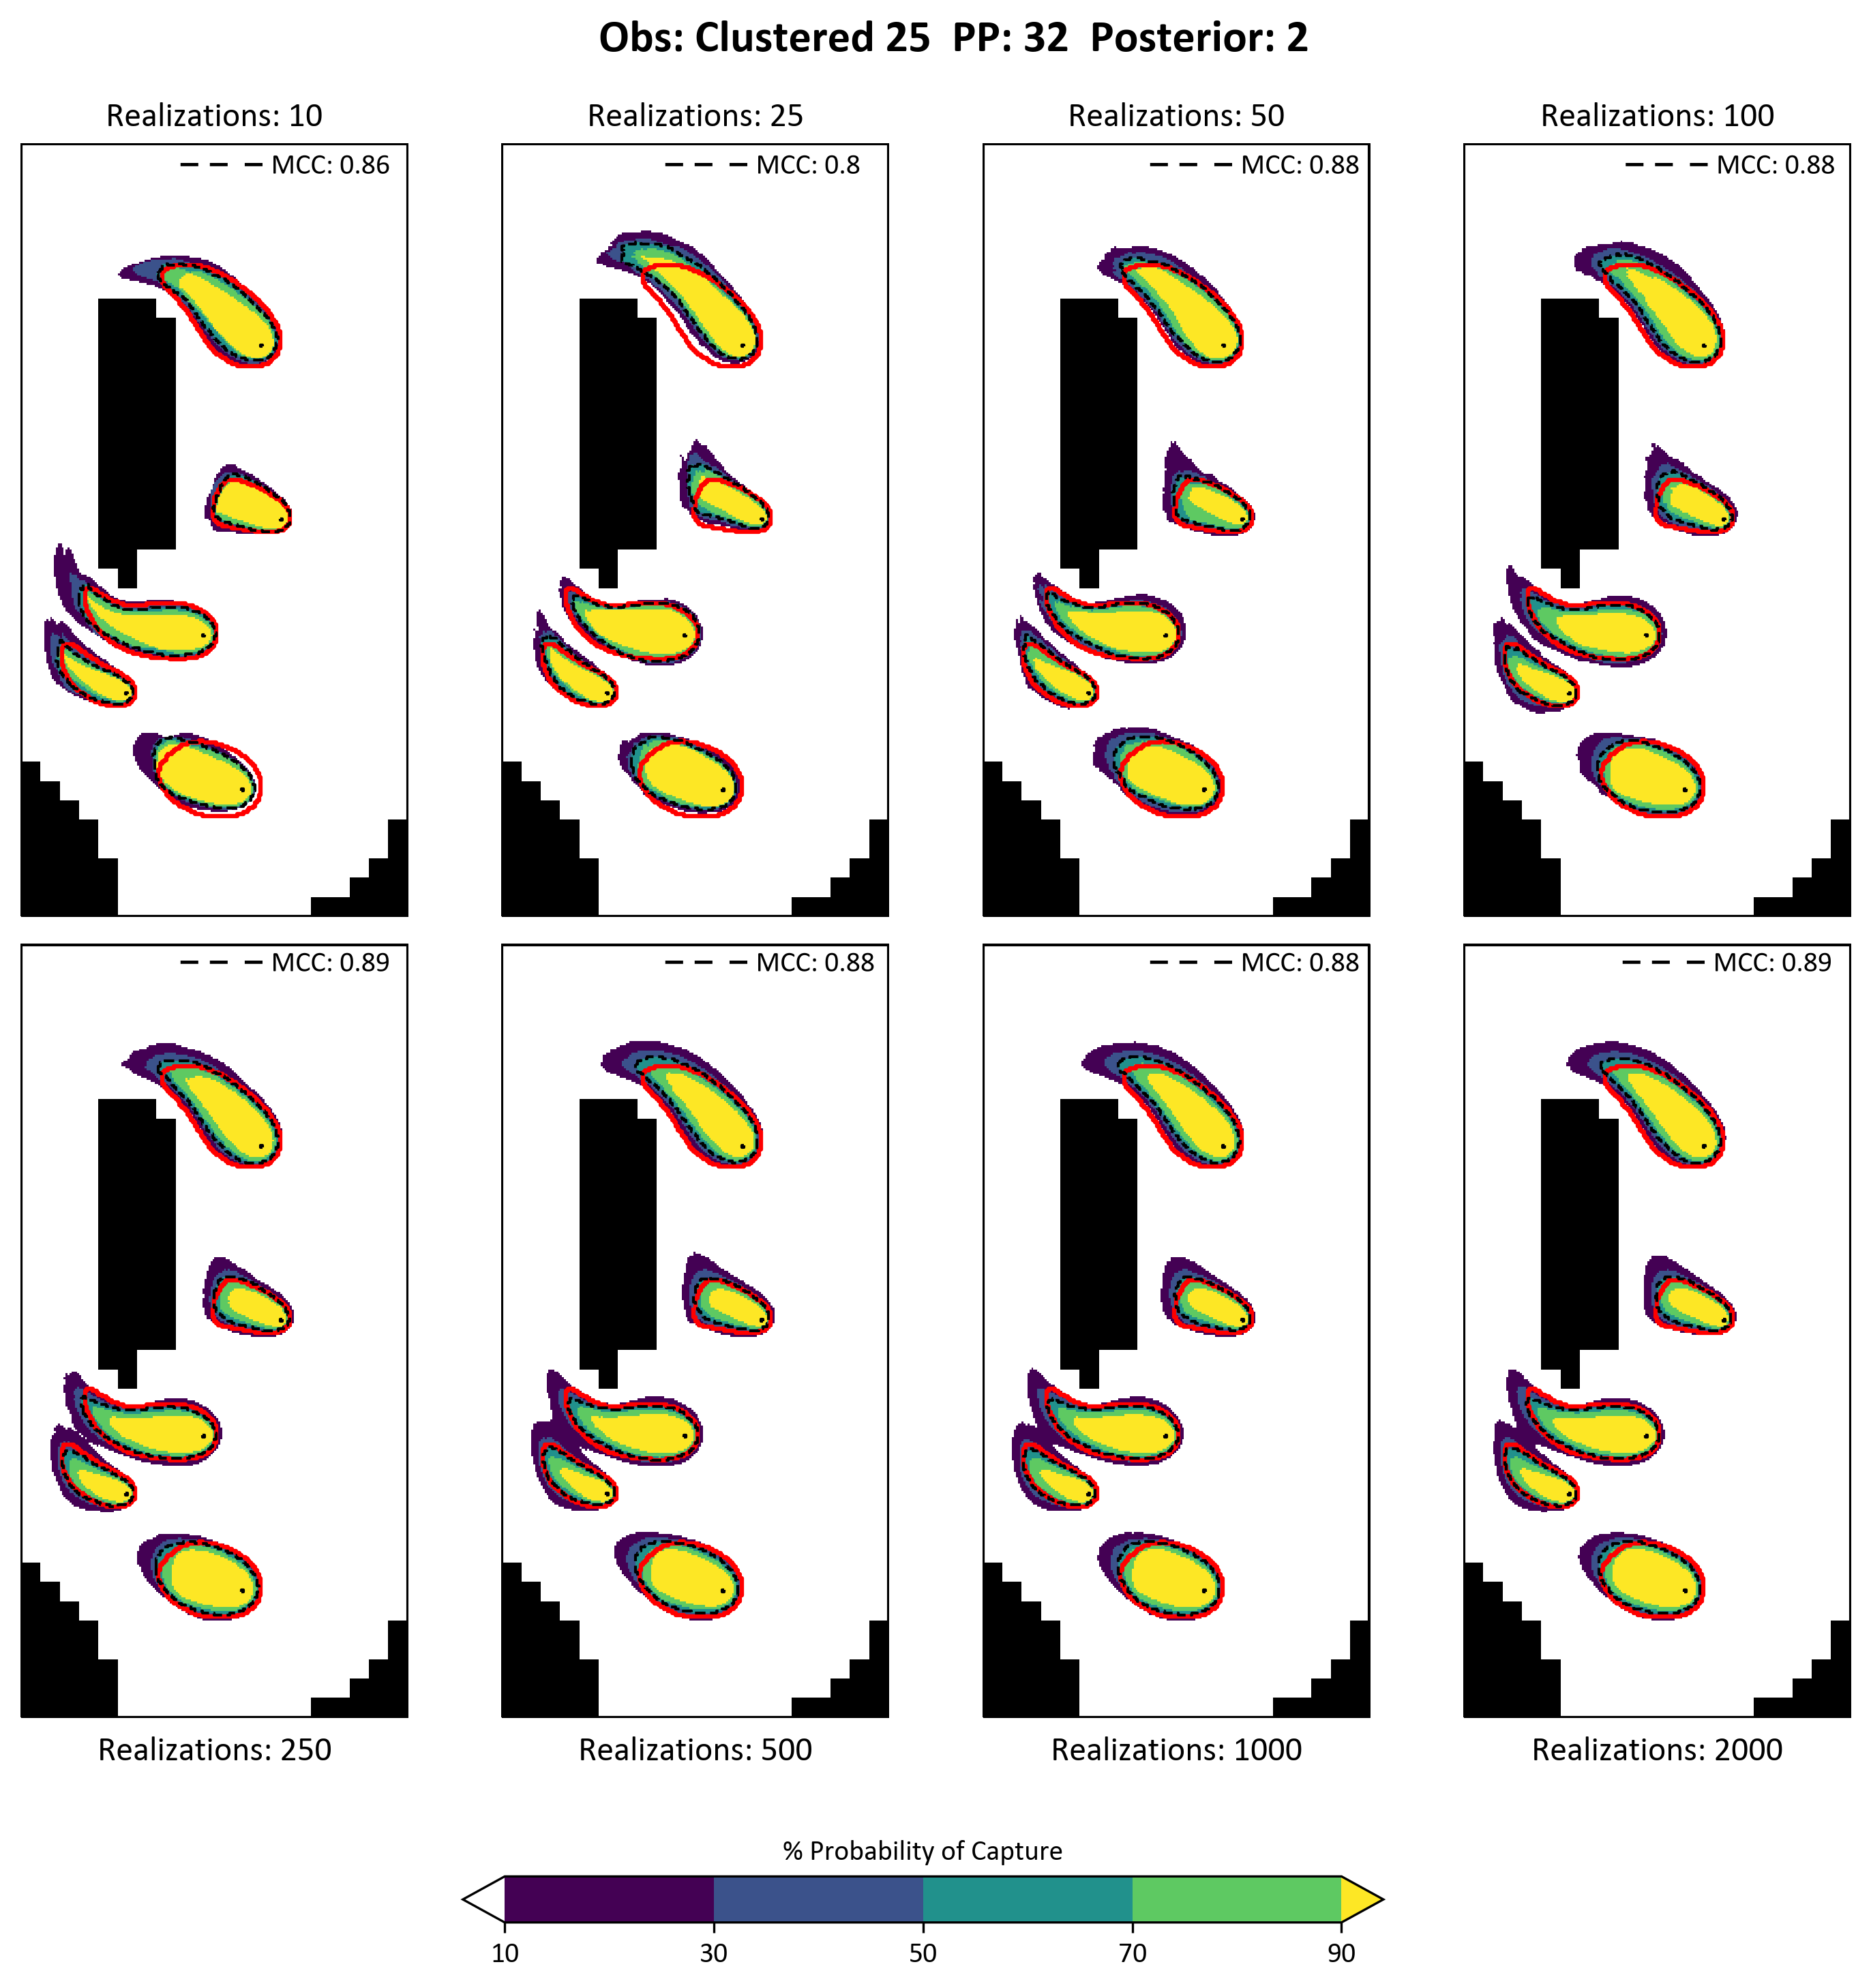 Obs: Clustered 25  PP: 32  Posterior: 2
Realizations: 10
Realizations: 25
Realizations: 50
Realizations: 100
MCC: 0.86
MCC: 0.8
MCC: 0.88
MCC: 0.88
MCC: 0.89
MCC: 0.88
MCC: 0.88
MCC: 0.89
Realizations: 250
Realizations: 500
Realizations: 1000
Realizations: 2000
% Probability of Capture
10 30 50 70 90